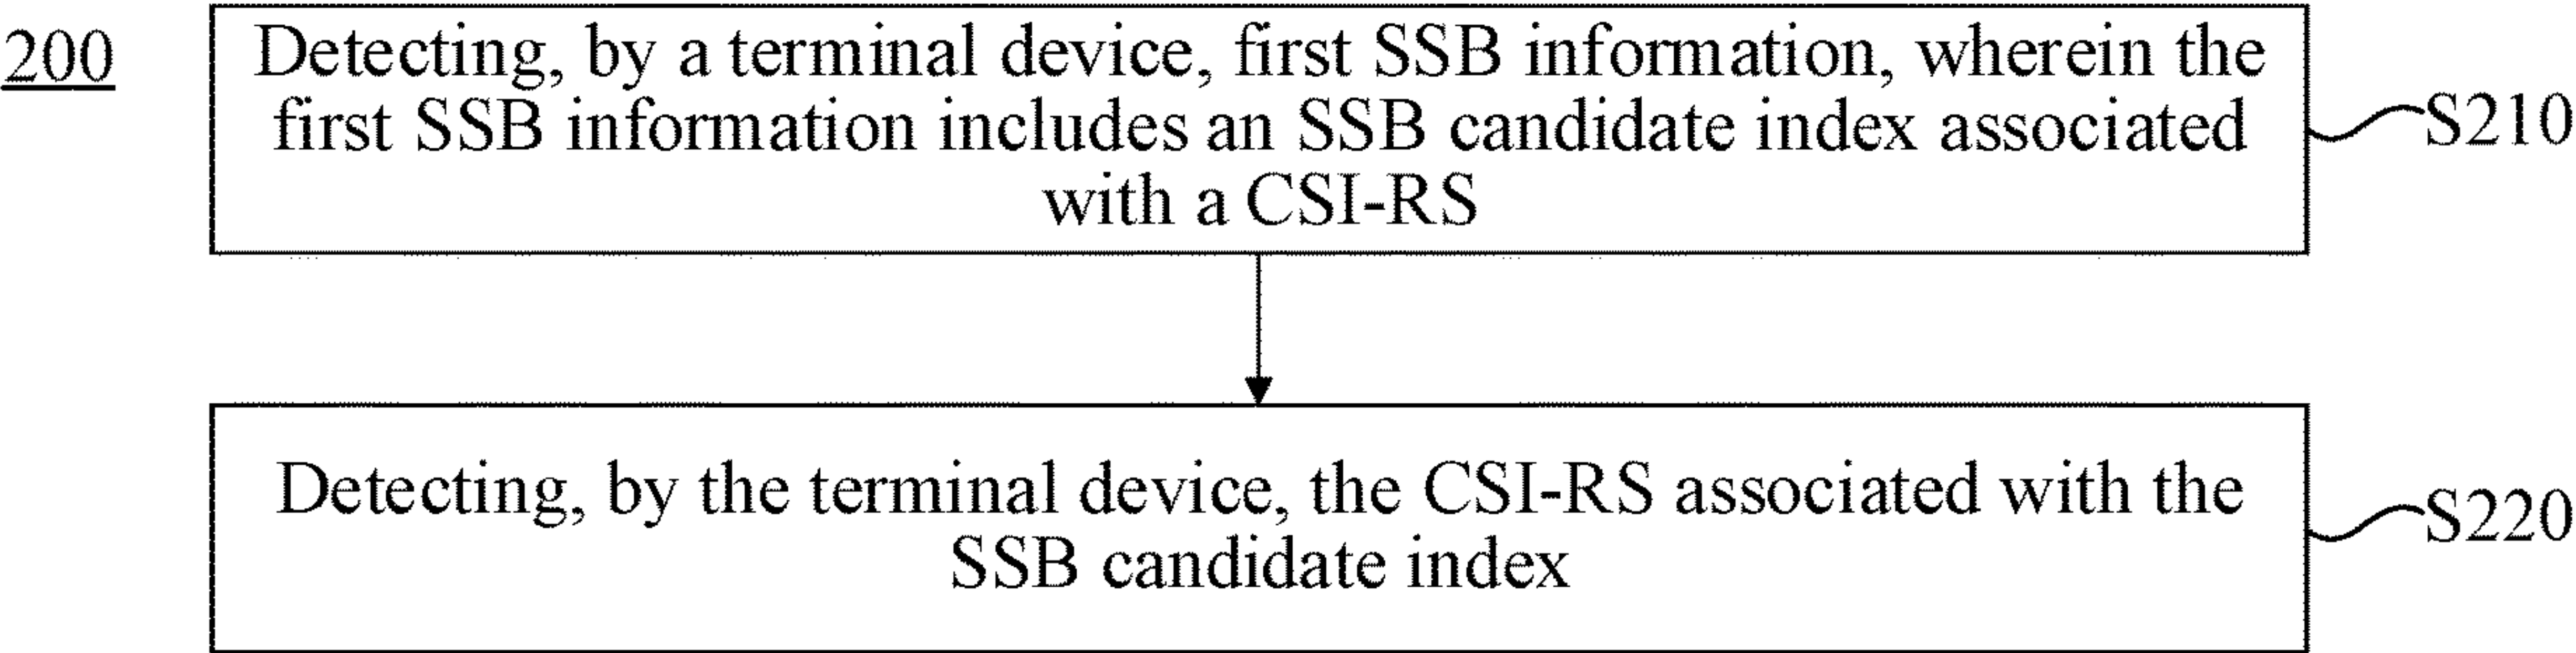 200
Detecting, by a terminal device, first SSB information, wherein the
first SSB information includes an SSB candidate index associated
with a CSI-RS
S210
Detecting, by the terminal device, the CSI-RS associated with the
SSB candidate index
S220